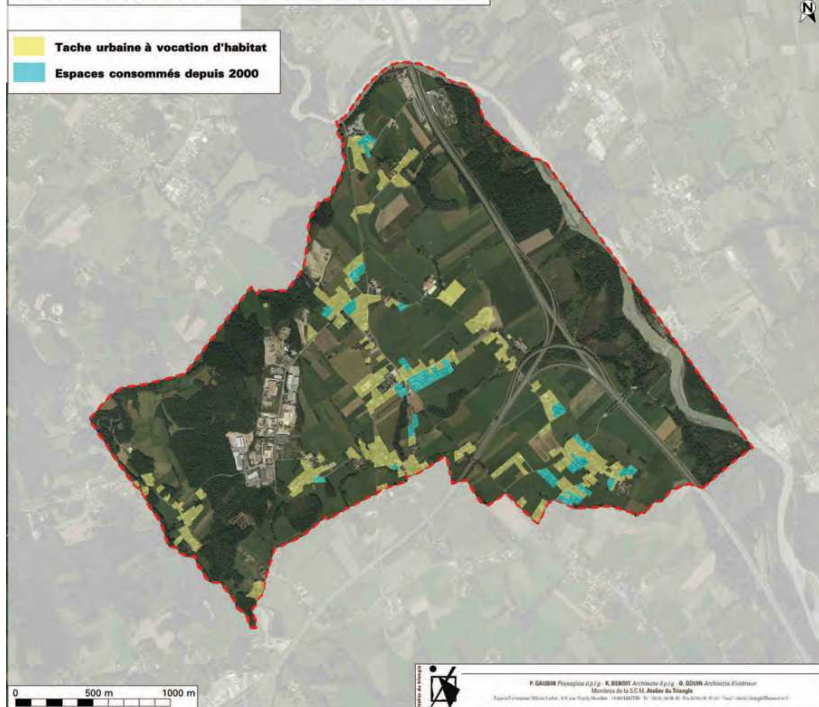 N
Tache urbaine à vocation d'habitat
Espaces consommés depuis 2000
0 500 m 1000 m
P. GAUDIN Paysagiste d.p.l.g - K. BENOIT Architecte d.p.l.g - D. GOUIN Architecte d'intérieur
Membres de la S.C.M. Atelier du Triangle